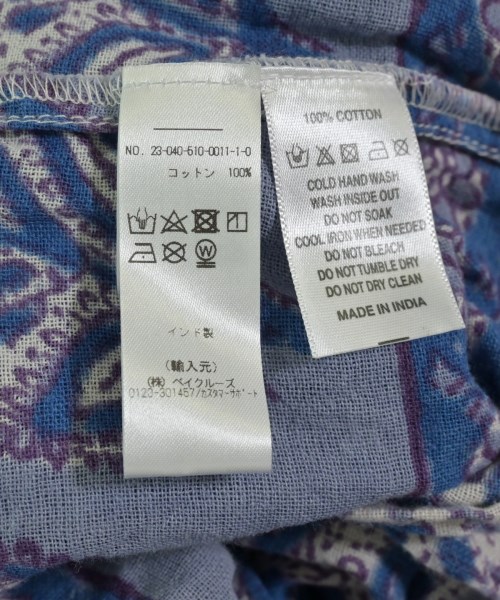 NO. 23-040-510-0011-1-0
コットン 100%
インド製
(輸入元)
(株) ベイクルーズ
0120-301457/カスタマーサポート
100% COTTON
COLD HAND WASH
WASH INSIDE OUT
DO NOT SOAK
COOL IRON WHEN NEEDED
DO NOT BLEACH
DO NOT TUMBLE DRY
DO NOT DRY CLEAN
MADE IN INDIA